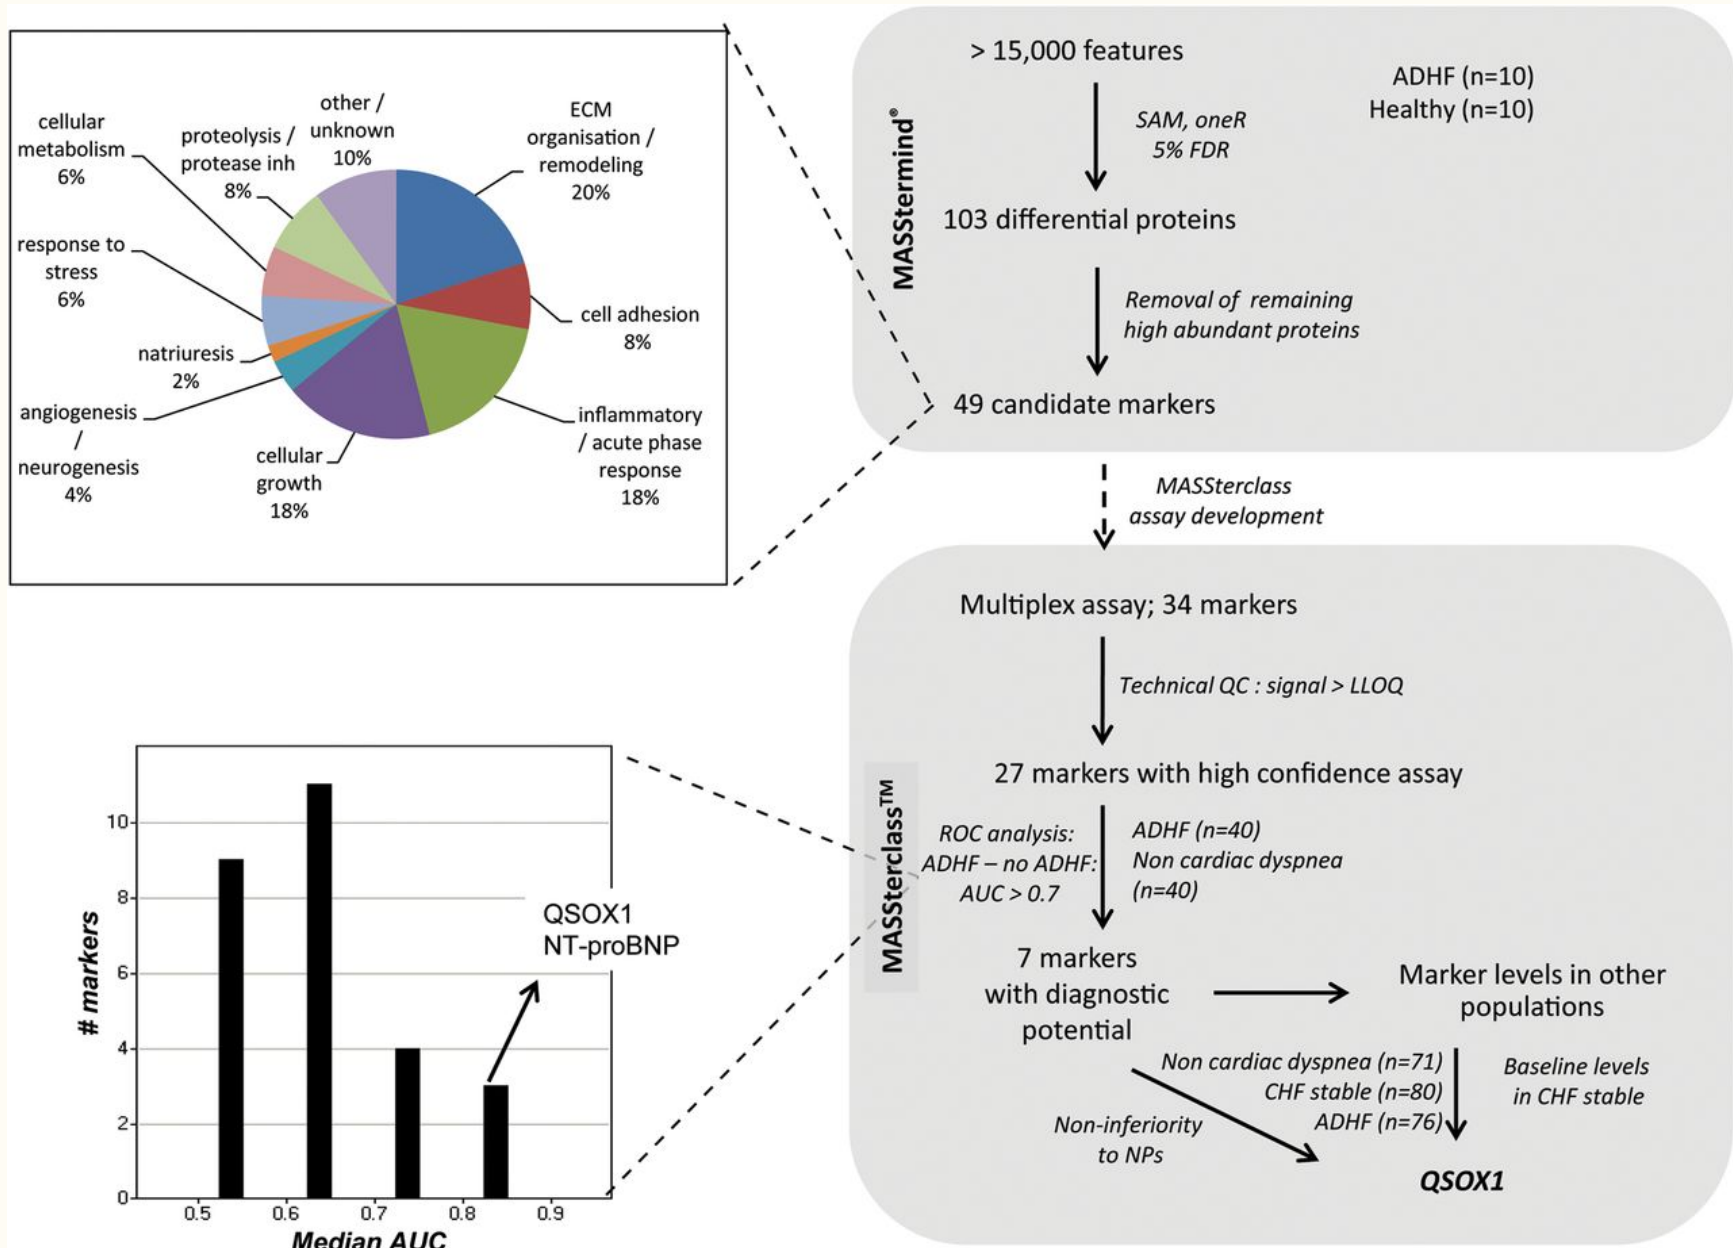 cellular
metabolism
6%
proteolysis /
protease inh
8%
other /
unknown
10%
ECM
organisation /
remodeling
20%
response to
stress
6%
cell adhesion
8%
natriuresis
2%
angiogenesis
/
neurogenesis
4%
cellular
growth
18%
inflammatory
/ acute phase
response
18%
MASStermind®
> 15,000 features
ADHF (n=10)
Healthy (n=10)
SAM, oneR
5% FDR
103 differential proteins
Removal of remaining
high abundant proteins
49 candidate markers
MASSterclass
assay development
MASSterclass™
Multiplex assay; 34 markers
Technical QC : signal > LLOQ
27 markers with high confidence assay
ROC analysis:
ADHF – no ADHF:
AUC > 0.7
ADHF (n=40)
Non cardiac dyspnea
(n=40)
7 markers
with diagnostic
potential
Marker levels in other
populations
Non cardiac dyspnea (n=71)
CHF stable (n=80)
ADHF (n=76)
Baseline levels
in CHF stable
Non-inferiority
to NPs
QSOX1
# markers
10
8
6
4
2
0
QSOX1
NT-proBNP
0.5 0.6 0.7 0.8 0.9
Median AUC